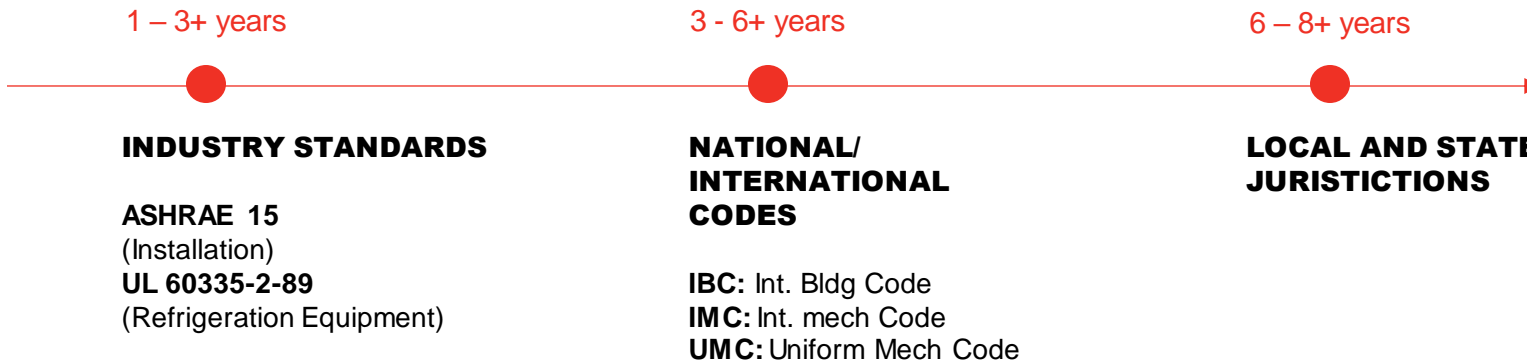 1 – 3+ years
3 - 6+ years
6 – 8+ years
INDUSTRY STANDARDS
ASHRAE 15
(Installation)
UL 60335-2-89
(Refrigeration Equipment)
NATIONAL/
INTERNATIONAL
CODES
IBC: Int. Bldg Code
IMC: Int. mech Code
UMC: Uniform Mech Code
LOCAL AND STATE
JURISTICTIONS